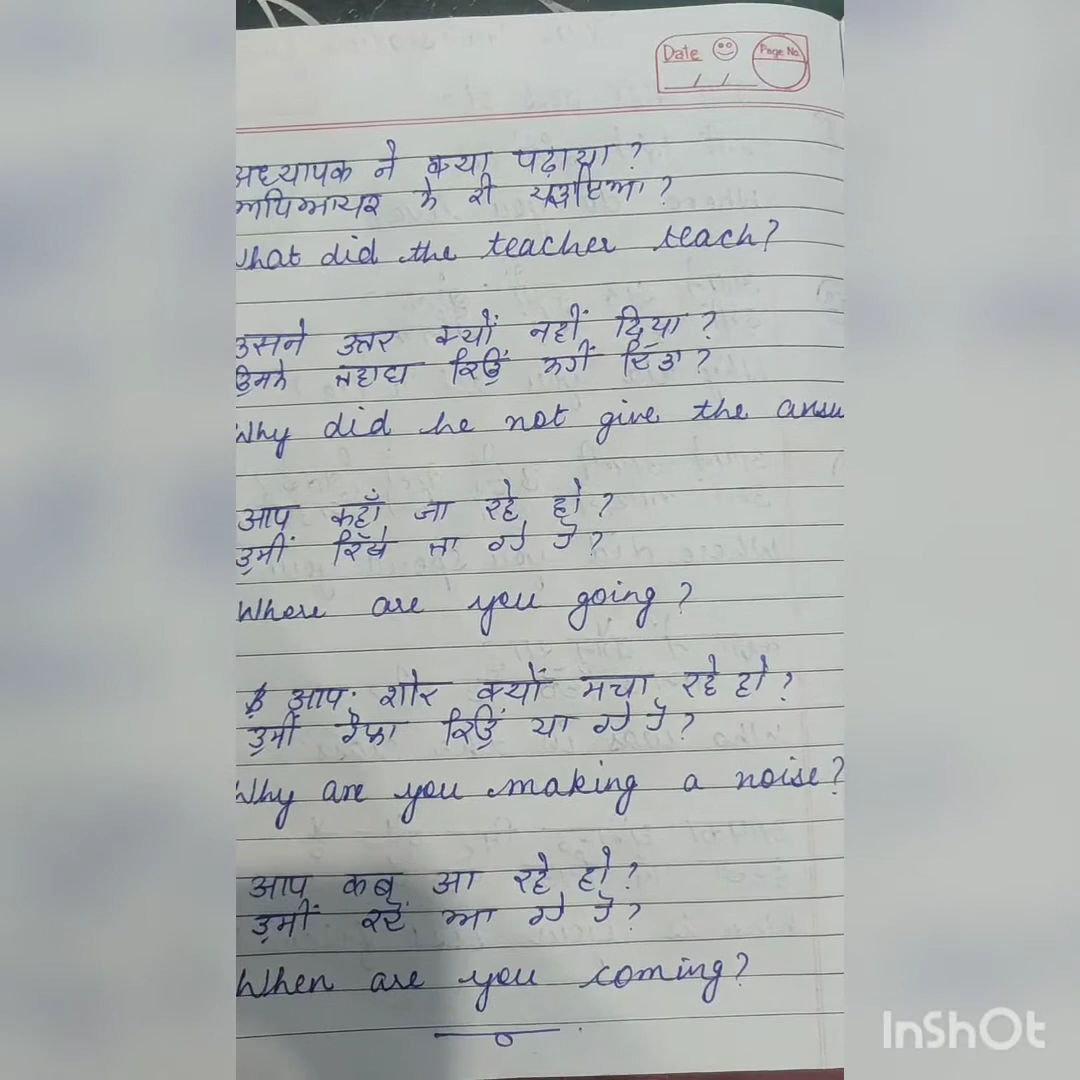 Date
Page No.
अध्यापक ने क्या पढ़ाया?
ਅਧਿਆਪਕ ਨੇ ਕੀ ਪੜ੍ਹਾਇਆ?
What did the teacher teach?
उसने उत्तर क्यों नहीं दिया?
ਉਸਨੇ ਜਵਾਬ ਕਿਉਂ ਨਹੀਂ ਦਿੱਤਾ?
Why did he not give the answ
आप कहाँ जा रहे हो?
ਤੁਸੀਂ ਕਿੱਥੇ ਜਾ ਰਹੇ ਹੋ?
Where are you going?
आप शोर क्यों मचा रहे हो?
ਤੁਸੀਂ ਰੌਲਾ ਕਿਉਂ ਪਾ ਰਹੇ ਹੋ?
Why are you making a noise?
आप कब आ रहे हो?
ਤੁਸੀਂ ਕਦੋਂ ਆ ਰਹੇ ਹੋ?
When are you coming?
InShOt